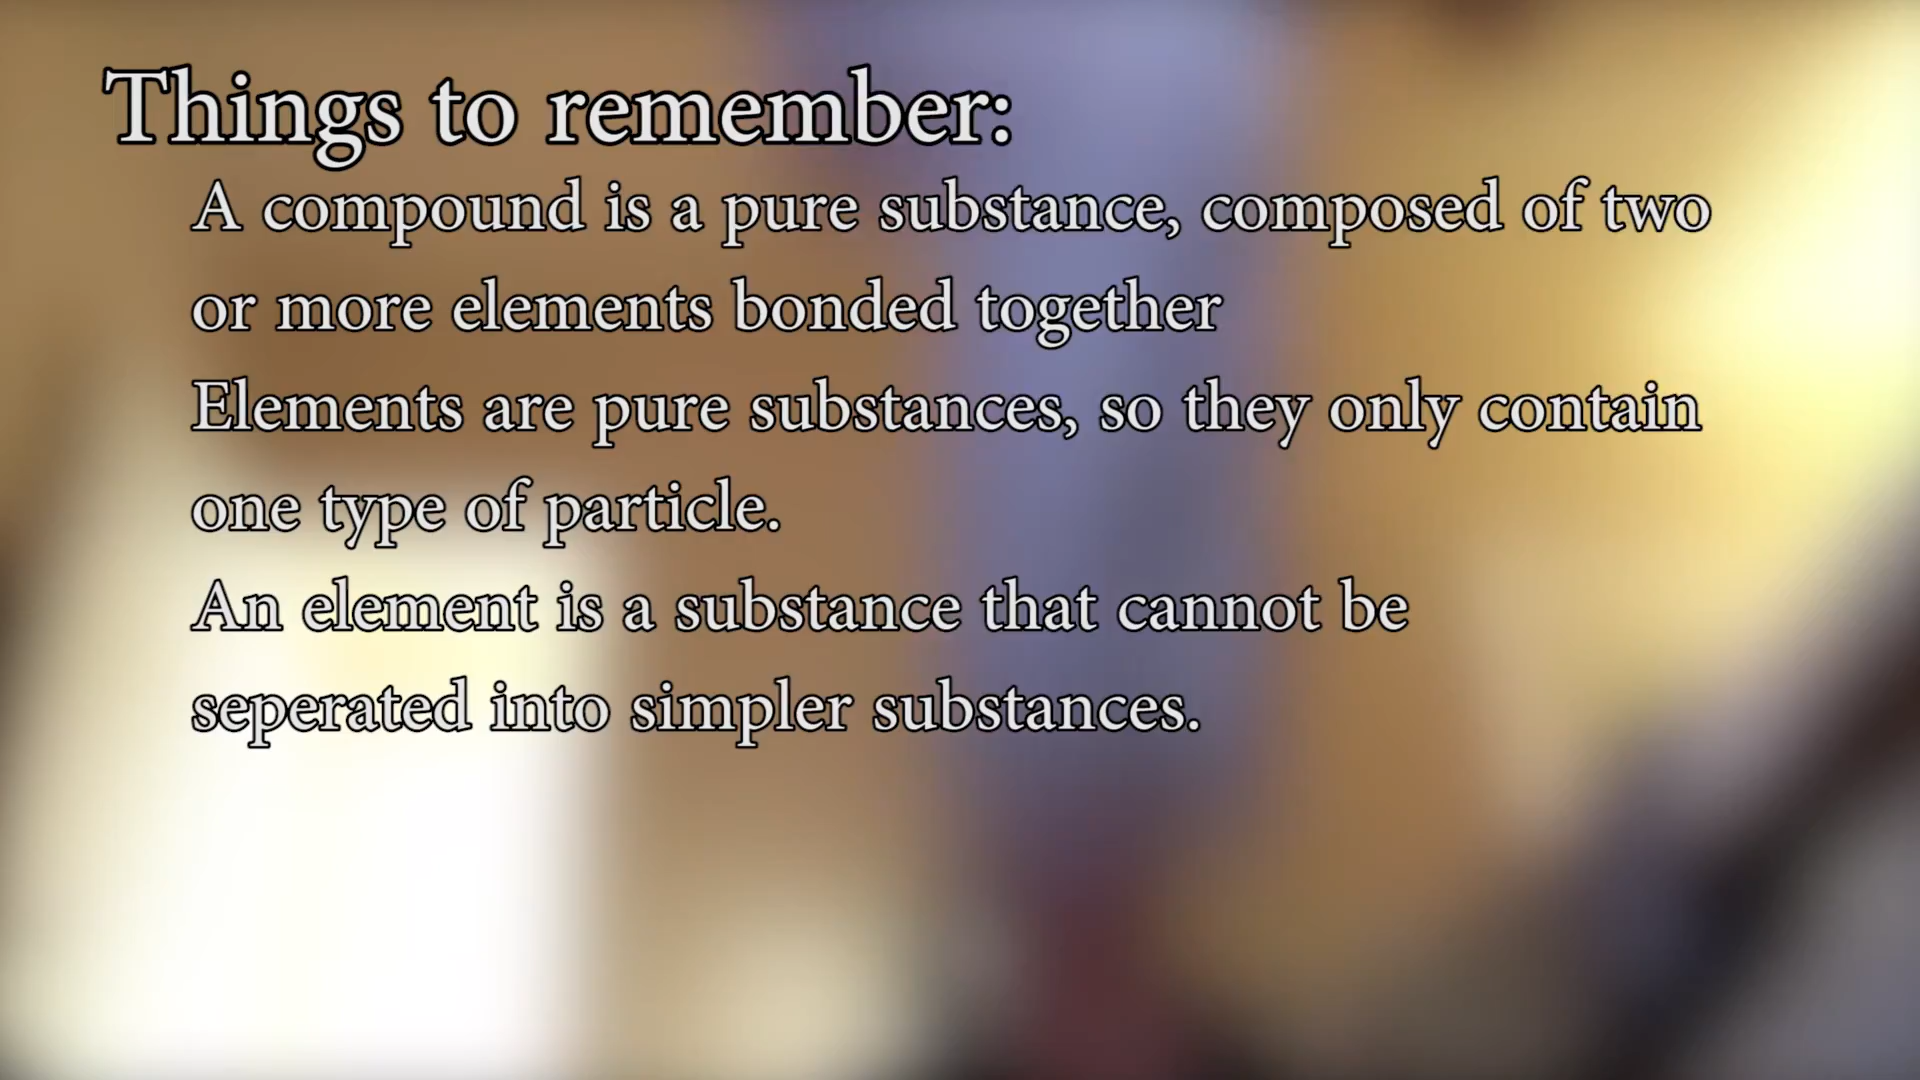 Things to remember:
A compound is a pure substance, composed of two
or more elements bonded together
Elements are pure substances, so they only contain
one type of particle.
An element is a substance that cannot be
seperated into simpler substances.